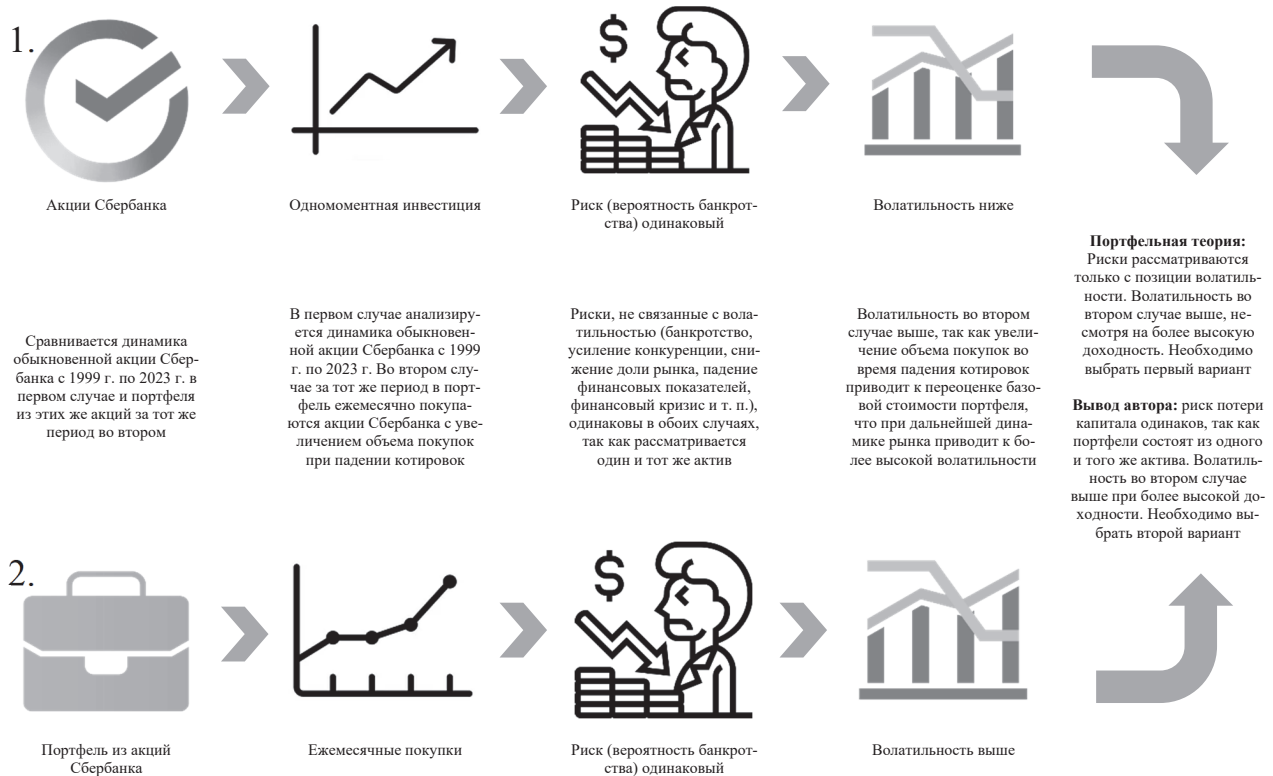 1.
$
Акции Сбербанка
Одномоментная инвестиция
Риск (вероятность банкрот-
ства) одинаковый
Волатильность ниже
Сравнивается динамика
обыкновенной акции Сбер-
банка с 1999 г. по 2023 г. в
первом случае и портфеля
из этих же акций за тот же
период во втором
В первом случае анализиру-
ется динамика обыкновен-
ной акции Сбербанка с 1999
г. по 2023 г. Во втором слу-
чае за тот же период в порт-
фель ежемесячно покупа-
ются акции Сбербанка с уве-
личением объема покупок
при падении котировок
Риски, не связанные с вола-
тильностью (банкротство,
усиление конкуренции, сни-
жение доли рынка, падение
финансовых показателей,
финансовый кризис и т. п.),
одинаковы в обоих случаях,
так как рассматривается
один и тот же актив
Волатильность во втором
случае выше, так как увели-
чение объема покупок во
время падения котировок
приводит к переоценке базо-
вой стоимости портфеля,
что при дальнейшей дина-
мике рынка приводит к бо-
лее высокой волатильности
Портфельная теория:
Риски рассматриваются
только с позиции волатиль-
ности. Волатильность во
втором случае выше, не-
смотря на более высокую
доходность. Необходимо
выбрать первый вариант
Вывод автора: риск потери
капитала одинаков, так как
портфели состоят из одного
и того же актива. Волатиль-
ность во втором случае
выше при более высокой до-
ходности. Необходимо вы-
брать второй вариант
2.
$
Портфель из акций
Сбербанка
Ежемесячные покупки
Риск (вероятность банкрот-
ства) одинаковый
Волатильность выше